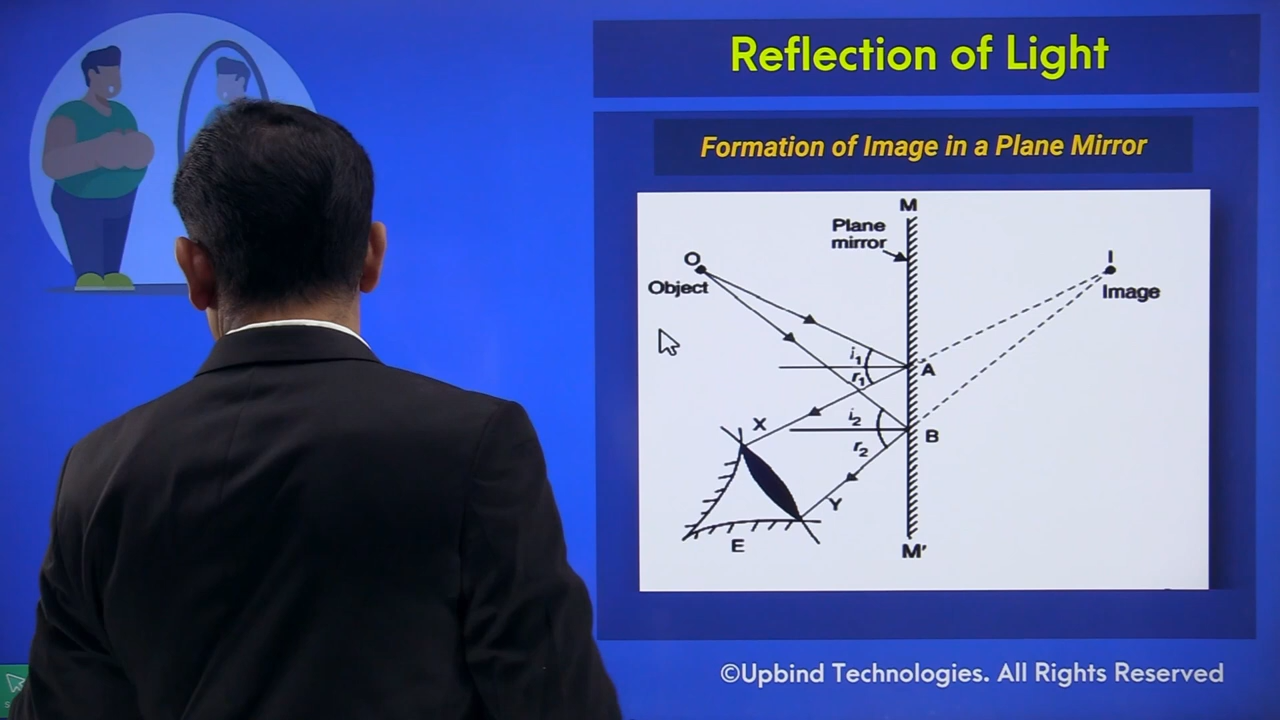 Reflection of Light
Formation of Image in a Plane Mirror
M
Plane
mirror
O
Object
I
Image
i1
r1
A
X
i2
B
r2
Y
E
M'
©Upbind Technologies. All Rights Reserved